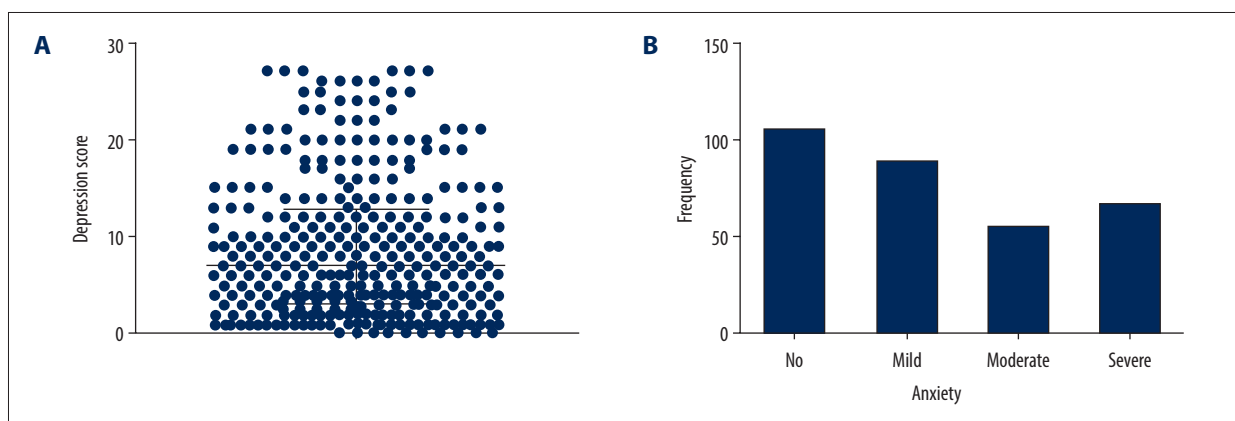 A
30
20
10
0
Depression score
B
150
100
50
0
Frequency
No Mild Moderate Severe
Anxiety